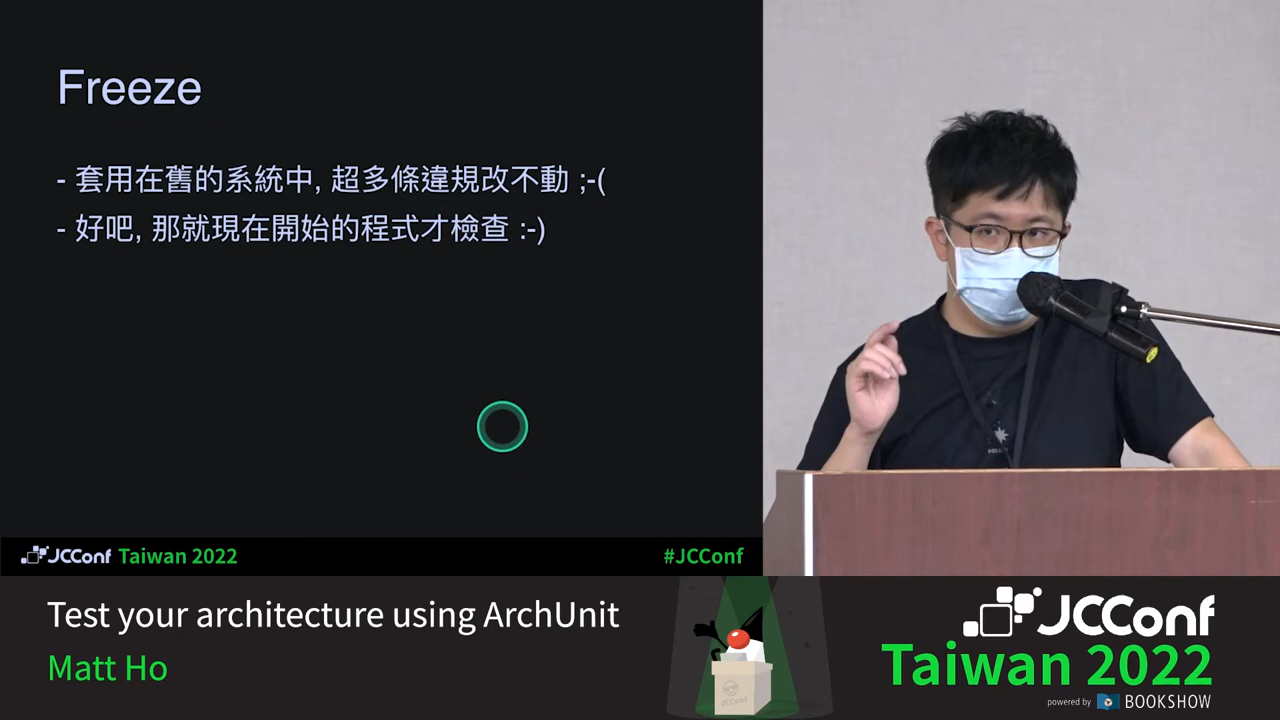 Freeze
- 套用在舊的系統中, 超多條違規改不動 ;-(
- 好吧, 那就現在開始的程式才檢查 :-)
JCConf Taiwan 2022
#JCConf
Test your architecture using ArchUnit
Matt Ho
JCConf
Taiwan 2022
powered by BOOKSHOW